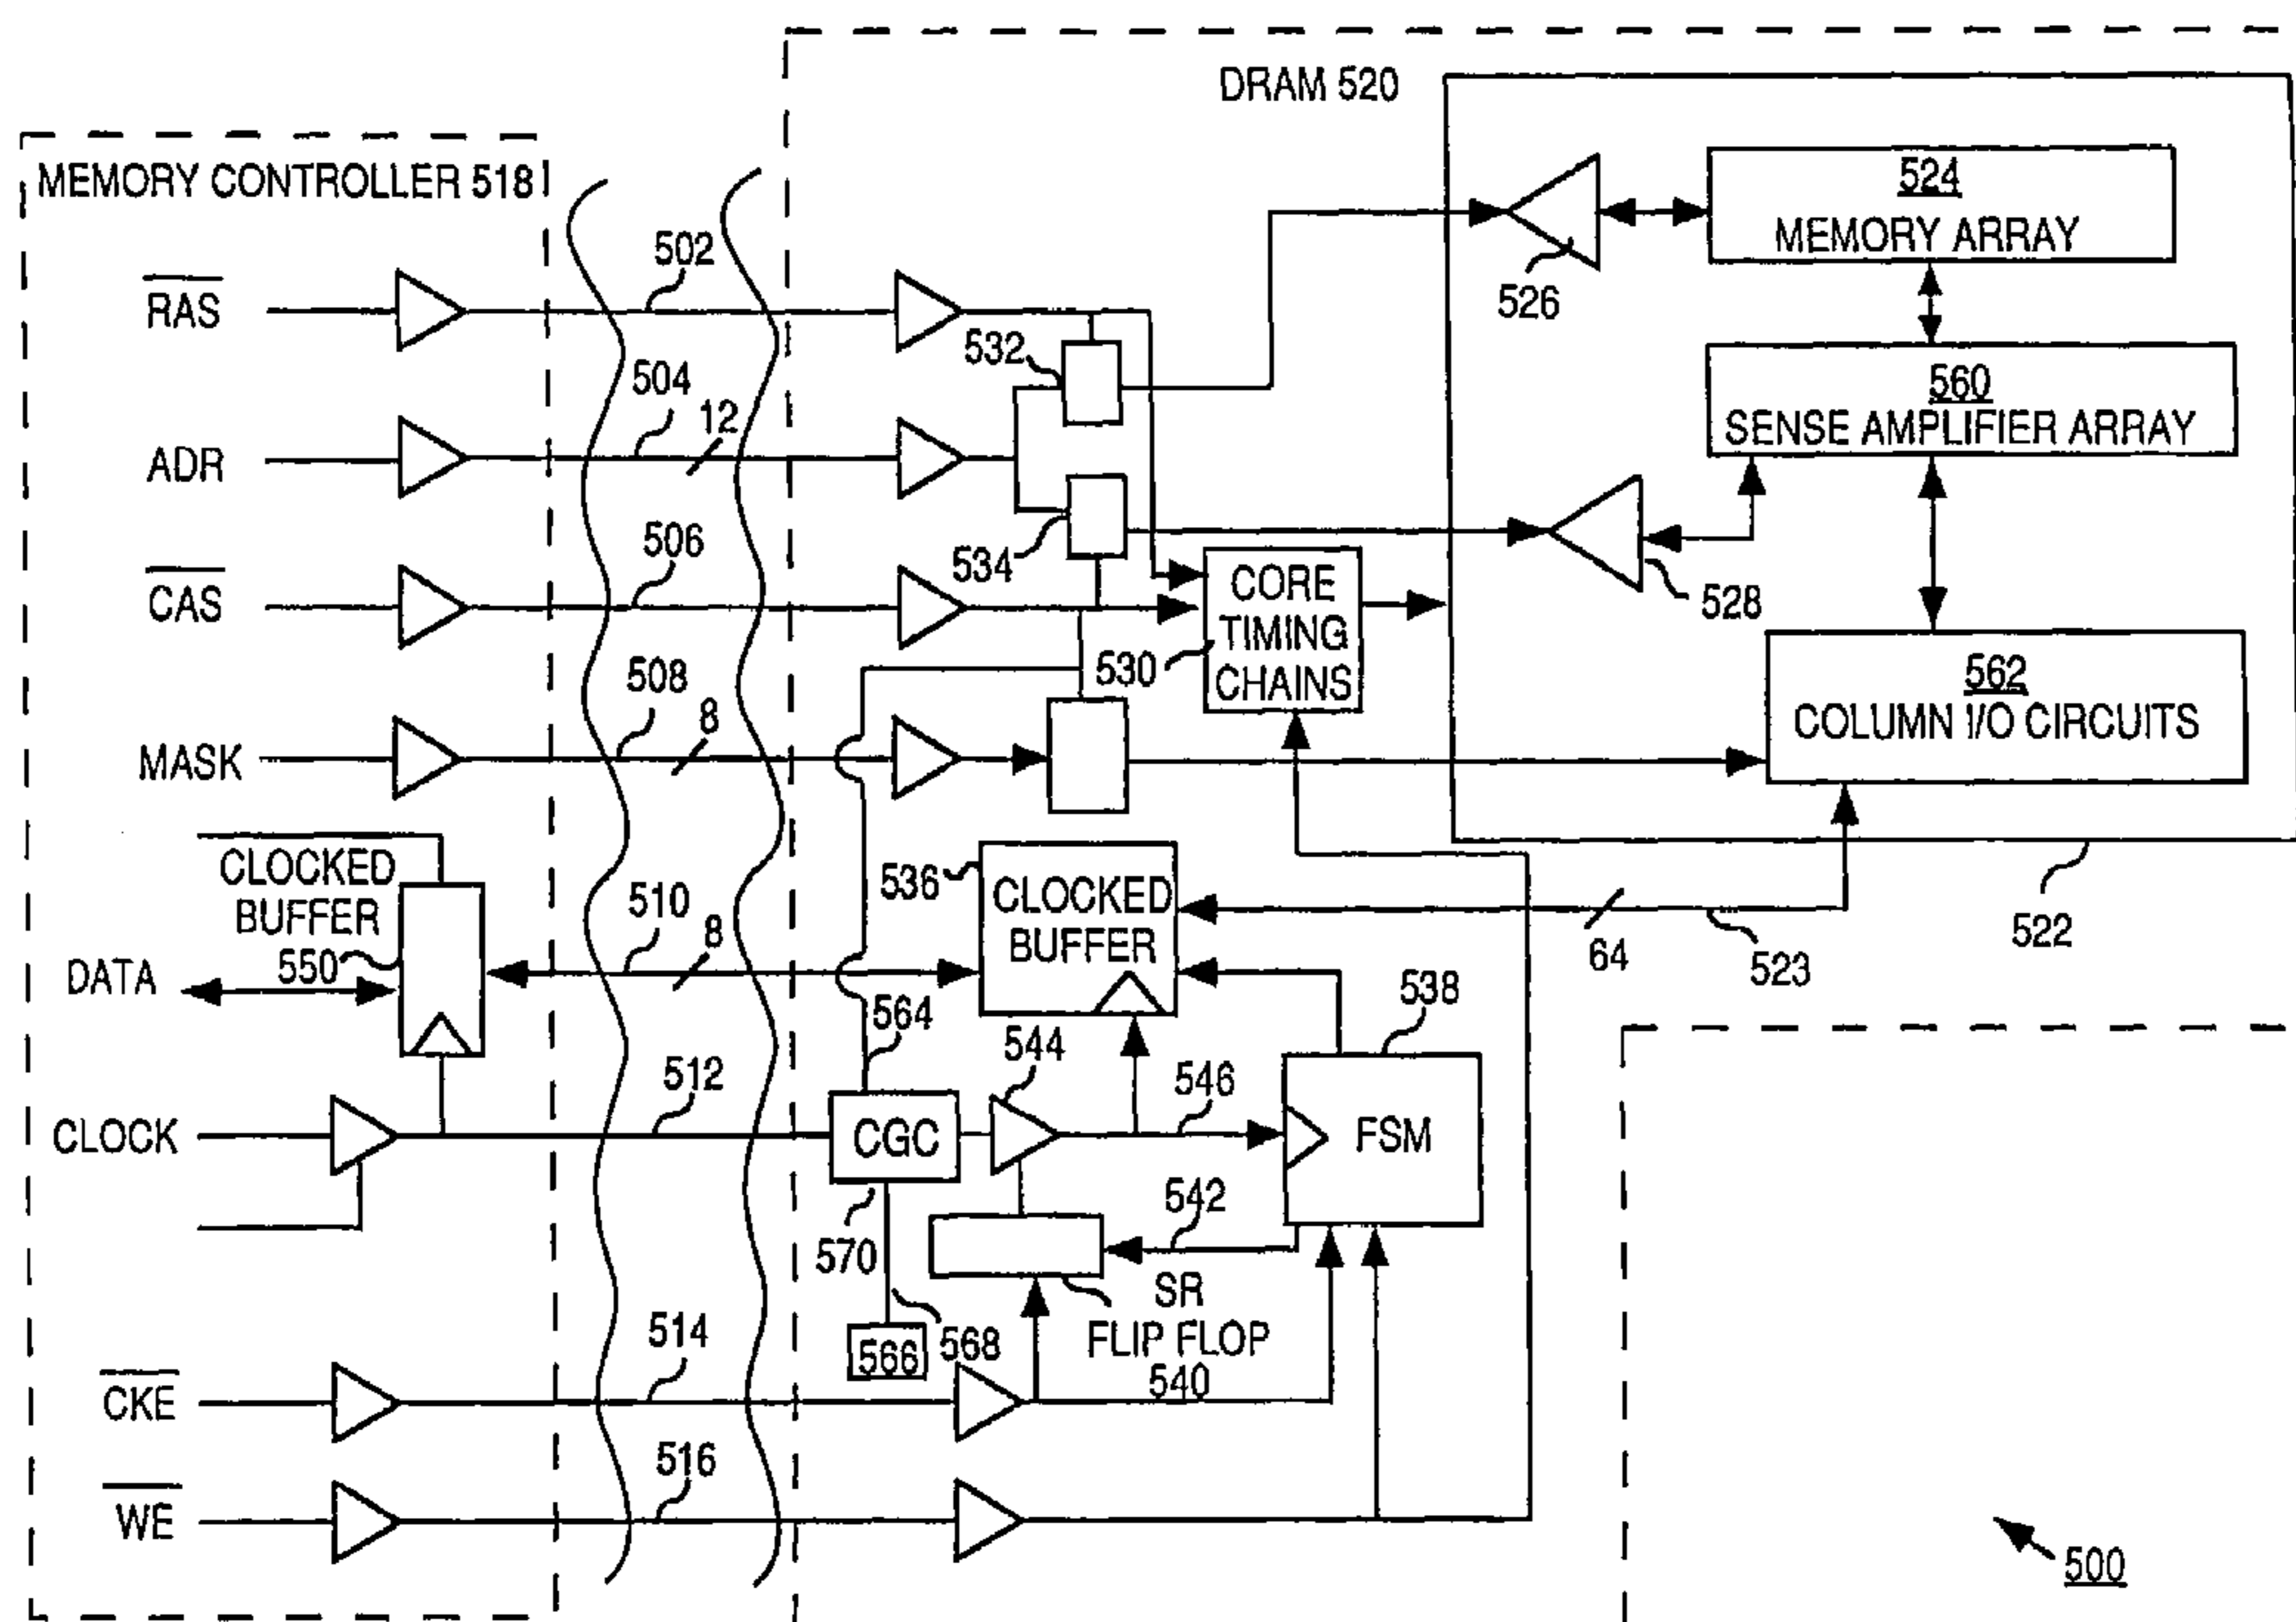 DRAM 520
MEMORY CONTROLLER 518
524
MEMORY ARRAY
502
RAS
526
532
504
12
560
SENSE AMPLIFIER ARRAY
ADR
506
534
CAS
CORE
TIMING
CHAINS
530
528
508
8
562
COLUMN I/O CIRCUITS
MASK
CLOCKED
BUFFER
550
536
CLOCKED
BUFFER
510
8
64
523
522
DATA
564
544
538
512
546
CLOCK
CGC
FSM
542
570
SR
FLIP FLOP
540
514
566
568
CKE
516
WE
500